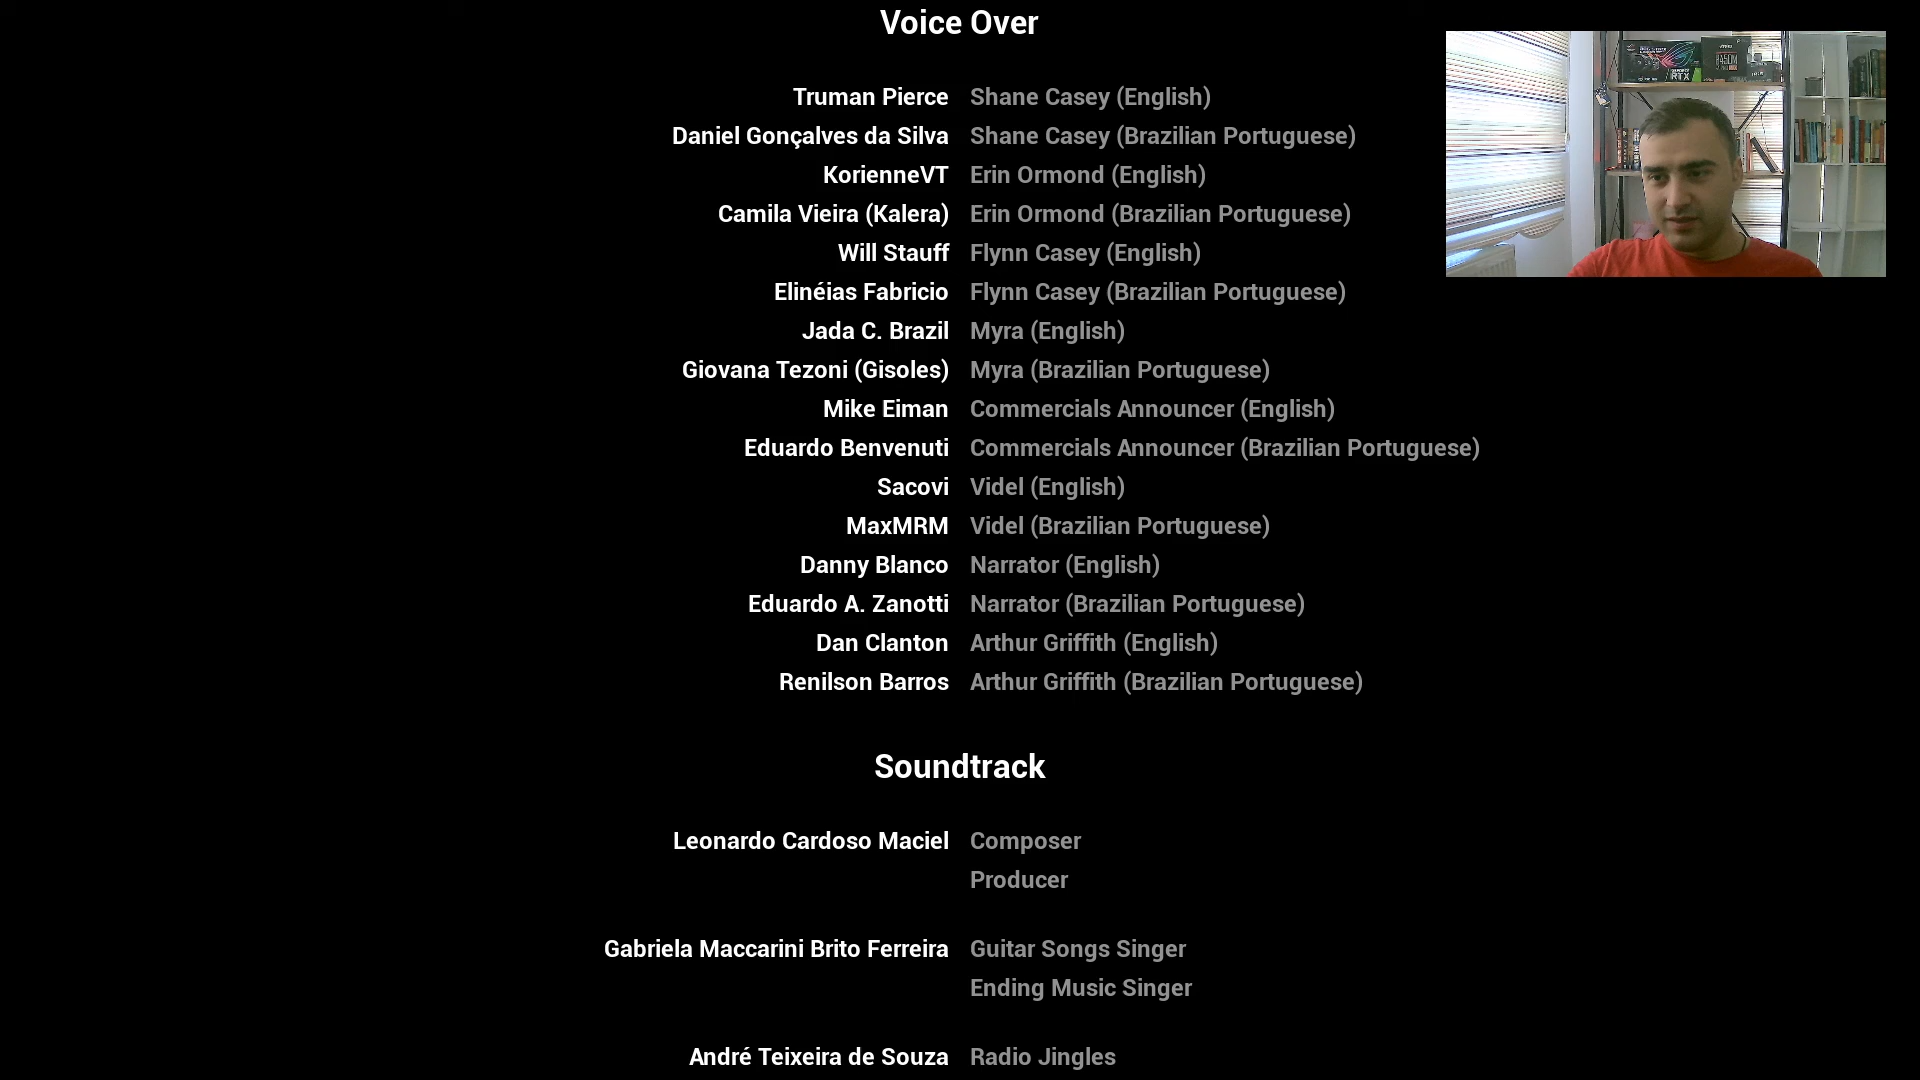 Voice Over
Truman Pierce Shane Casey (English)
Daniel Gonçalves da Silva Shane Casey (Brazilian Portuguese)
KorienneVT Erin Ormond (English)
Camila Vieira (Kalera) Erin Ormond (Brazilian Portuguese)
Will Stauff Flynn Casey (English)
Elinéias Fabricio Flynn Casey (Brazilian Portuguese)
Jada C. Brazil Myra (English)
Giovana Tezoni (Gisoles) Myra (Brazilian Portuguese)
Mike Eiman Commercials Announcer (English)
Eduardo Benvenuti Commercials Announcer (Brazilian Portuguese)
Sacovi Videl (English)
MaxMRM Videl (Brazilian Portuguese)
Danny Blanco Narrator (English)
Eduardo A. Zanotti Narrator (Brazilian Portuguese)
Dan Clanton Arthur Griffith (English)
Renilson Barros Arthur Griffith (Brazilian Portuguese)
Soundtrack
Leonardo Cardoso Maciel Composer
Producer
Gabriela Maccarini Brito Ferreira Guitar Songs Singer
Ending Music Singer
André Teixeira de Souza Radio Jingles
RTX